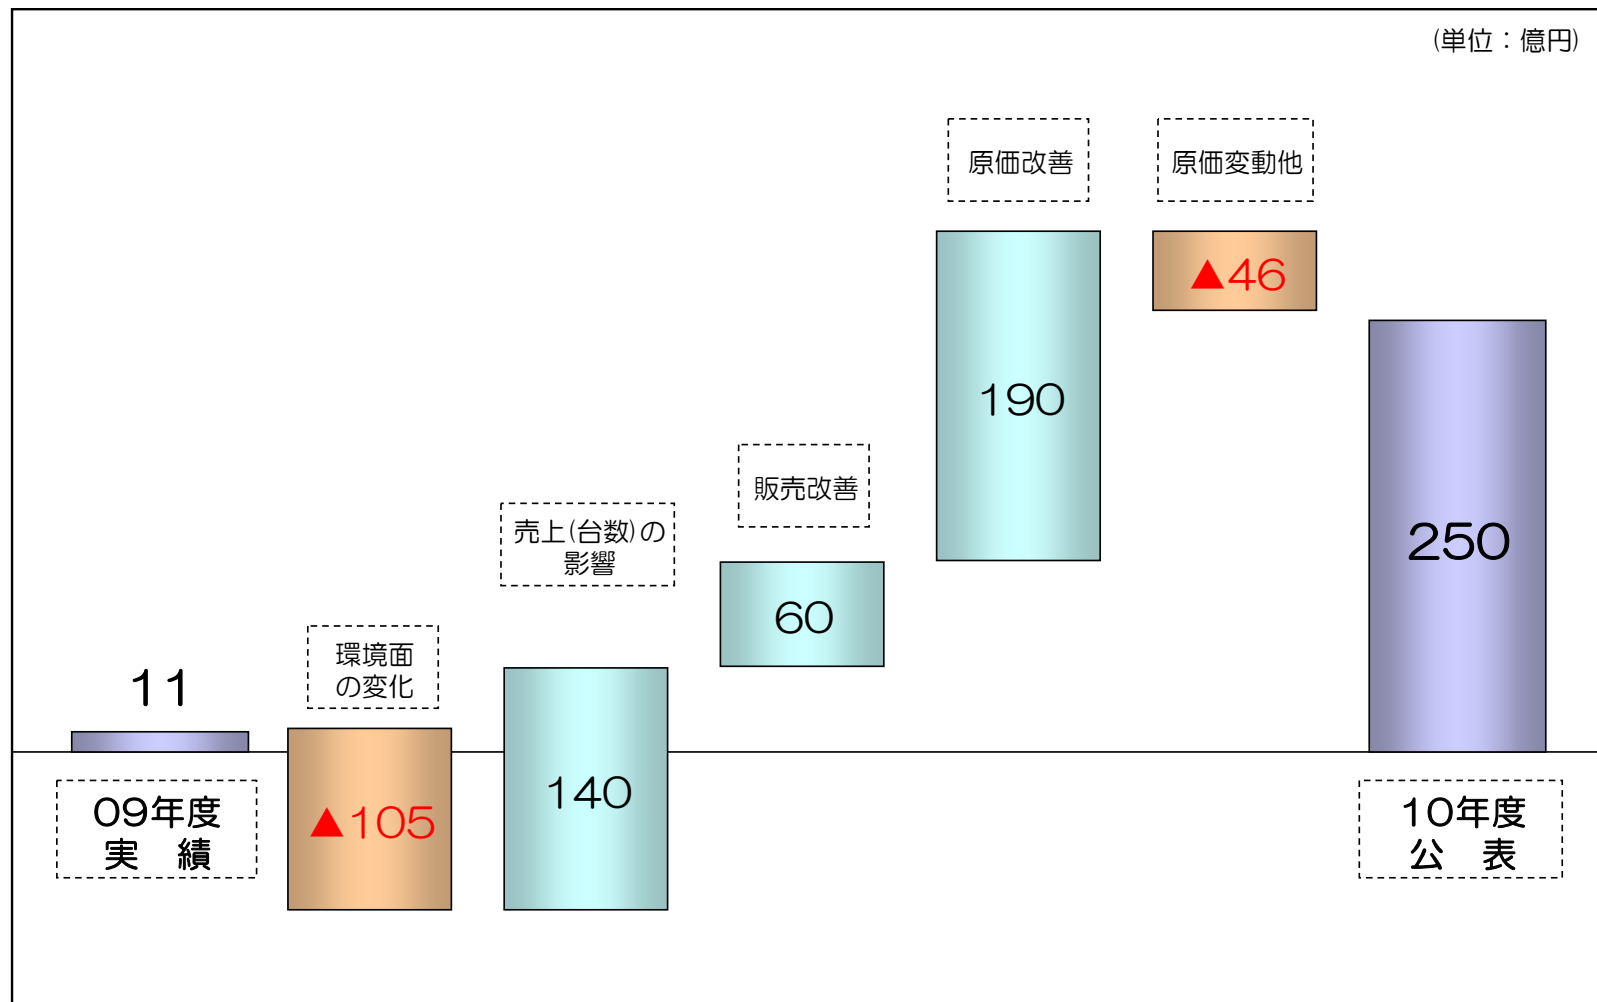 (単位：億円)
原価改善
原価変動他
▲46
190
販売改善
売上(台数)の
影響
250
60
環境面
の変化
11
140
▲105
09年度
実　績
10年度
公　表